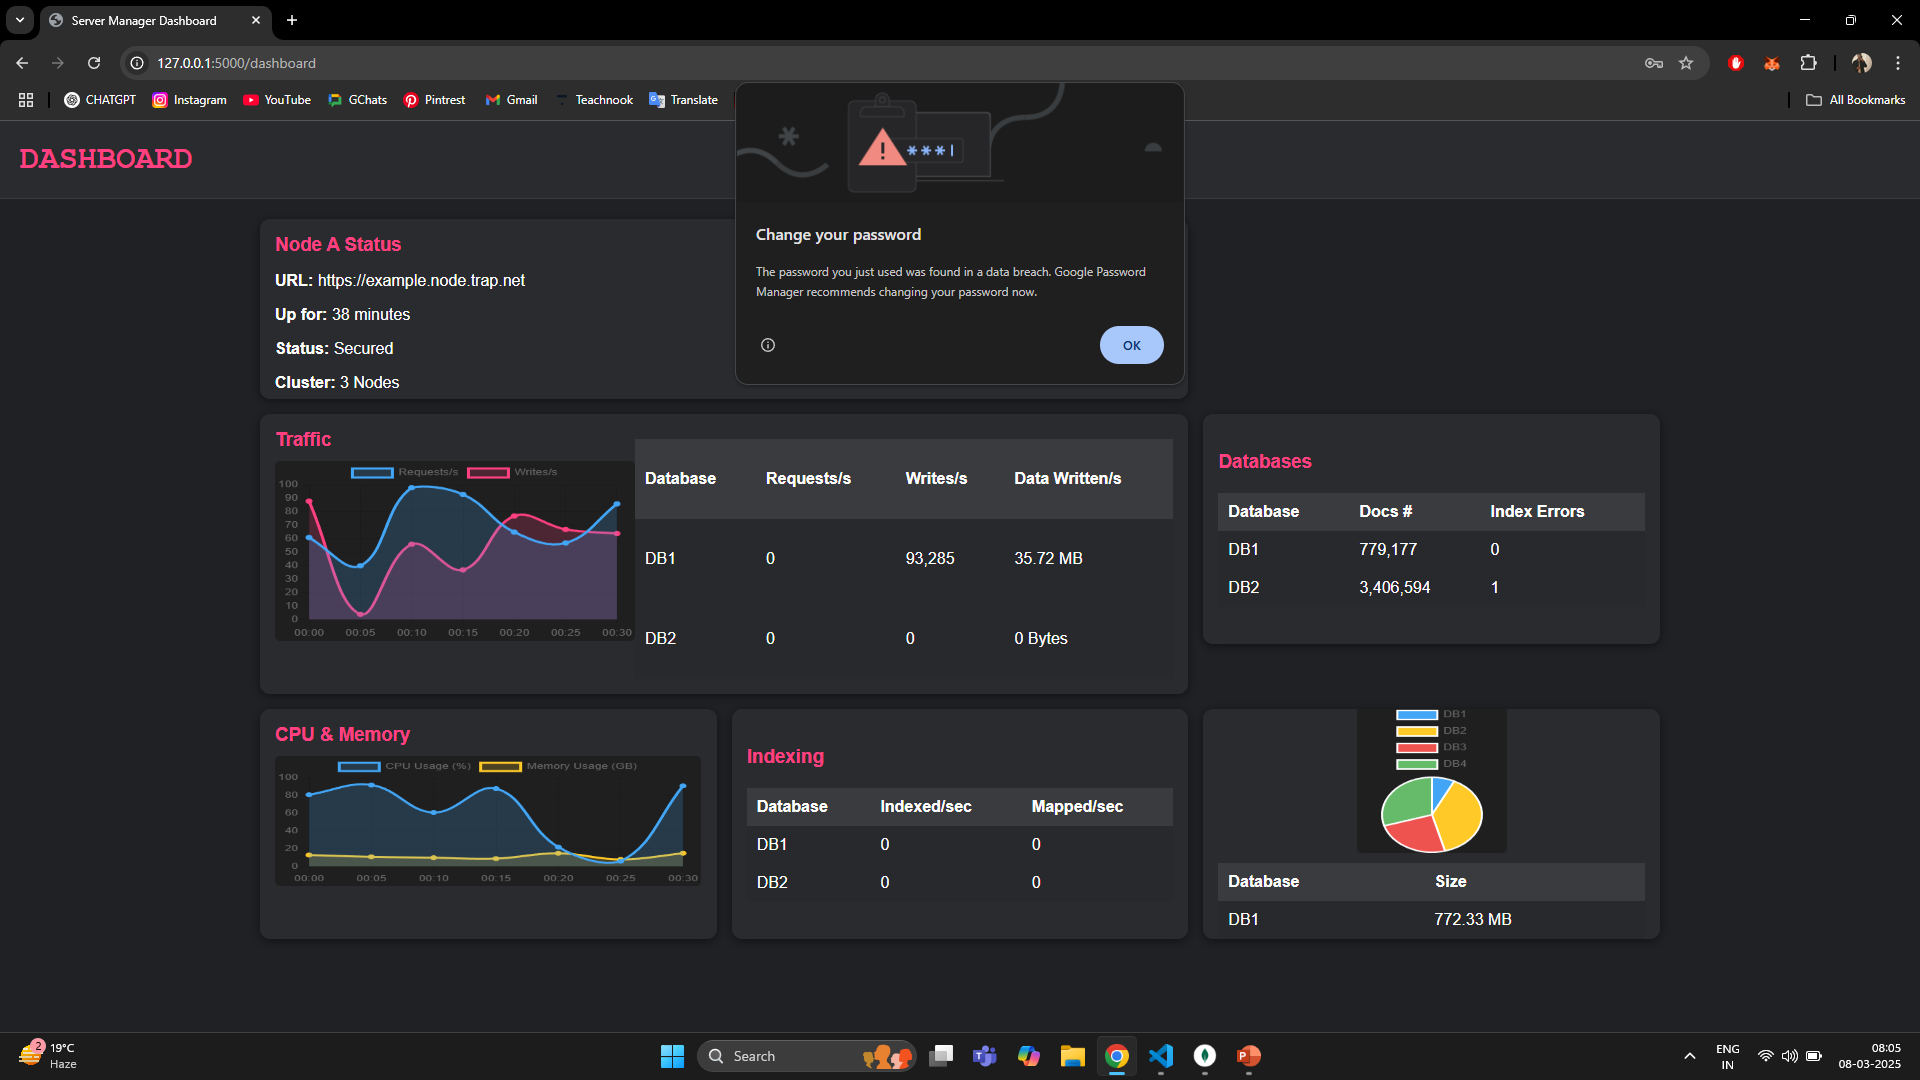 Server Manager Dashboard
127.0.0.1:5000/dashboard
CHATGPT Instagram YouTube GChats Pintrest Gmail Teachnook Translate All Bookmarks
DASHBOARD
***|
Change your password
The password you just used was found in a data breach. Google Password
Manager recommends changing your password now.
OK
Node A Status
URL: https://example.node.trap.net
Up for: 38 minutes
Status: Secured
Cluster: 3 Nodes
Traffic
Requests/s Writes/s
100
90
80
70
60
50
40
30
20
10
0
00:00 00:05 00:10 00:15 00:20 00:25 00:30
Database Requests/s Writes/s Data Written/s
DB1 0 93,285 35.72 MB
DB2 0 0 0 Bytes
Databases
Database Docs # Index Errors
DB1 779,177 0
DB2 3,406,594 1
CPU & Memory
CPU Usage (%) Memory Usage (GB)
100
80
60
40
20
0
00:00 00:05 00:10 00:15 00:20 00:25 00:30
Indexing
Database Indexed/sec Mapped/sec
DB1 0 0
DB2 0 0
DB1
DB2
DB3
DB4
Database Size
DB1 772.33 MB
2
19°C
Haze
Search
P
ENG
IN
08:05
08-03-2025